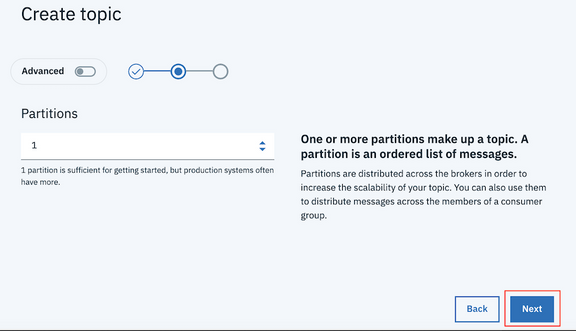 Create topic
Advanced
Partitions
1
1 partition is sufficient for getting started, but production systems often
have more.
One or more partitions make up a topic. A
partition is an ordered list of messages.
Partitions are distributed across the brokers in order to
increase the scalability of your topic. You can also use them
to distribute messages across the members of a consumer
group.
Back
Next